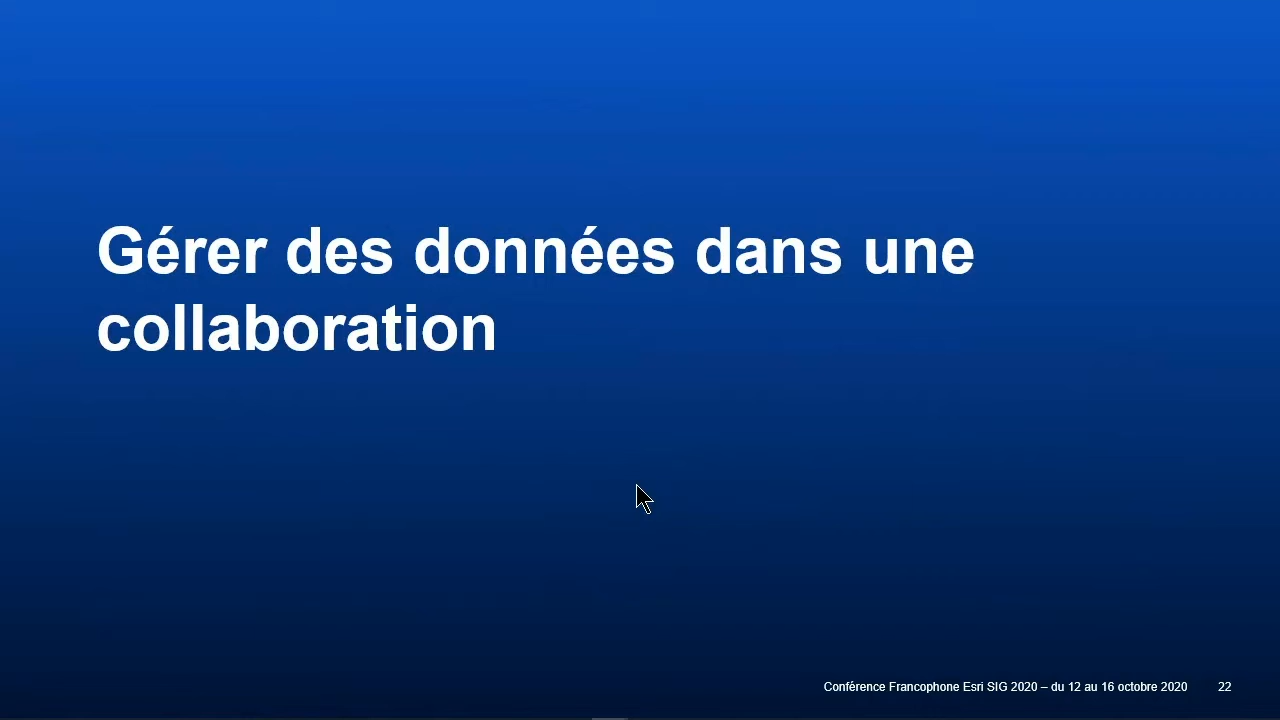 Gérer des données dans une
collaboration
Conférence Francophone Esri SIG 2020 – du 12 au 16 octobre 2020 22